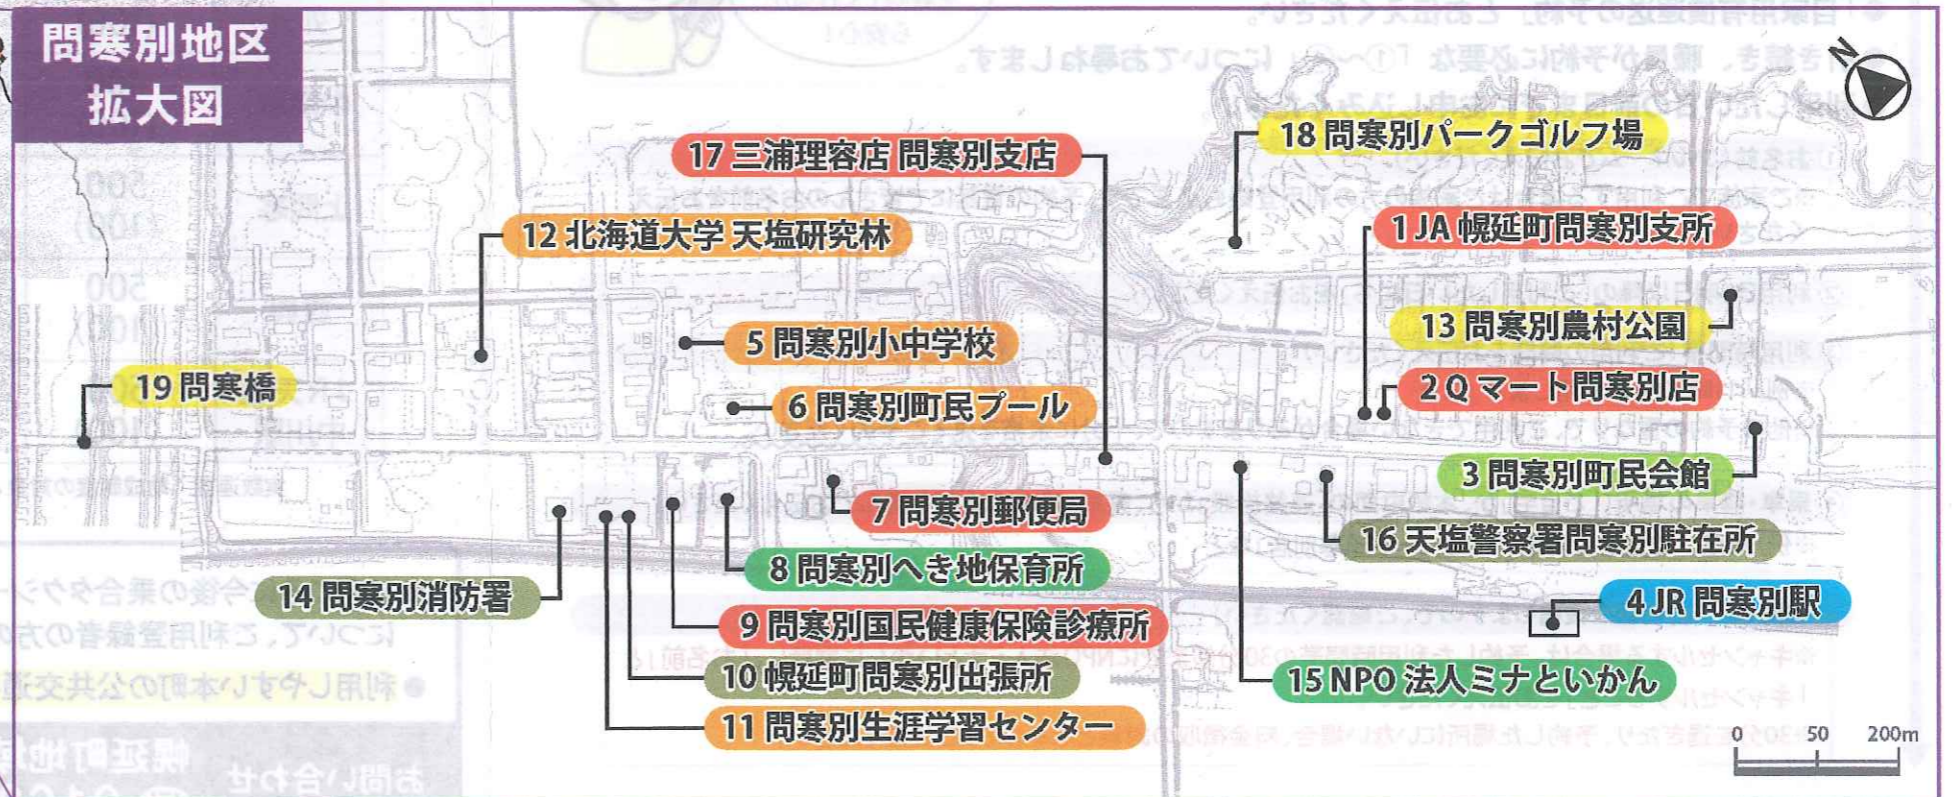 問寒別地区
拡大図
N
17 三浦理容店 問寒別支店
18 問寒別パークゴルフ場
12 北海道大学 天塩研究林
1 JA 幌延町問寒別支所
5 問寒別小中学校
13 問寒別農村公園
19 問寒橋
6 問寒別町民プール
2 Q マート問寒別店
3 問寒別町民会館
7 問寒別郵便局
16 天塩警察署問寒別駐在所
8 問寒別へき地保育所
14 問寒別消防署
4 JR 問寒別駅
9 問寒別国民健康保険診療所
10 幌延町問寒別出張所
15 NPO 法人ミナといかん
11 問寒別生涯学習センター
0 50 200m